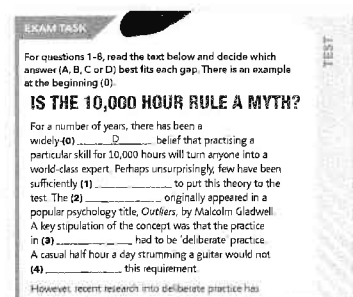 EXAM TASK
For questions 1-8, read the text below and decide which
answer (A, B, C or D) best fits each gap. There is an example
at the beginning (0).
IS THE 10,000 HOUR RULE A MYTH?
For a number of years, there has been a
widely (0) ____D____ belief that practising a
particular skill for 10,000 hours will turn anyone into a
world-class expert. Perhaps unsurprisingly, few have been
sufficiently (1) ____________ to put this theory to the
test. The (2) ____________ originally appeared in a
popular psychology title, Outliers, by Malcolm Gladwell.
A key stipulation of the concept was that the practice
in (3) ____________ had to be 'deliberate' practice.
A casual half hour a day strumming a guitar would not
(4) ____________ this requirement.
However, recent research into deliberate practice has
TEST